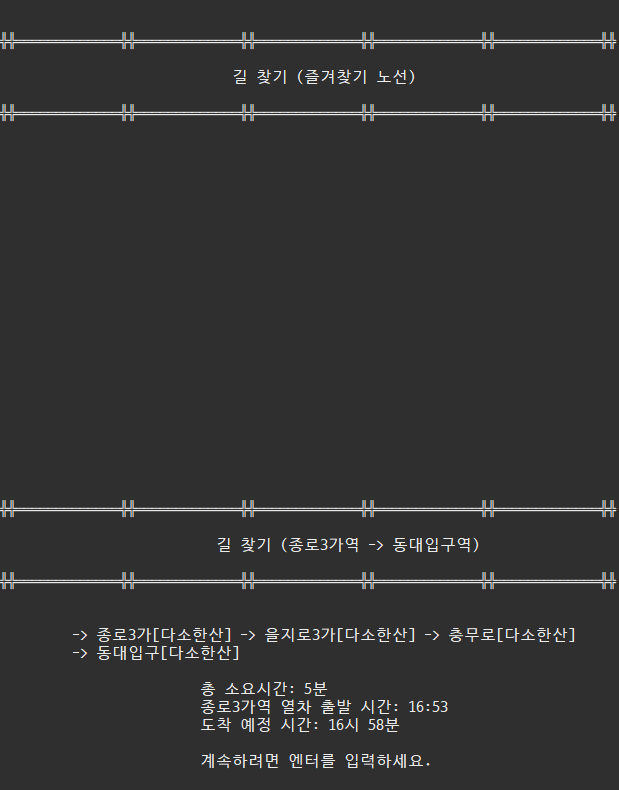 길 찾기 (즐겨찾기 노선)
길 찾기 (종로3가역 -> 동대입구역)
-> 종로3가[다소한산] -> 을지로3가[다소한산] -> 충무로[다소한산]
-> 동대입구[다소한산]
총 소요시간: 5분
종로3가역 열차 출발 시간: 16:53
도착 예정 시간: 16시 58분
계속하려면 엔터를 입력하세요.